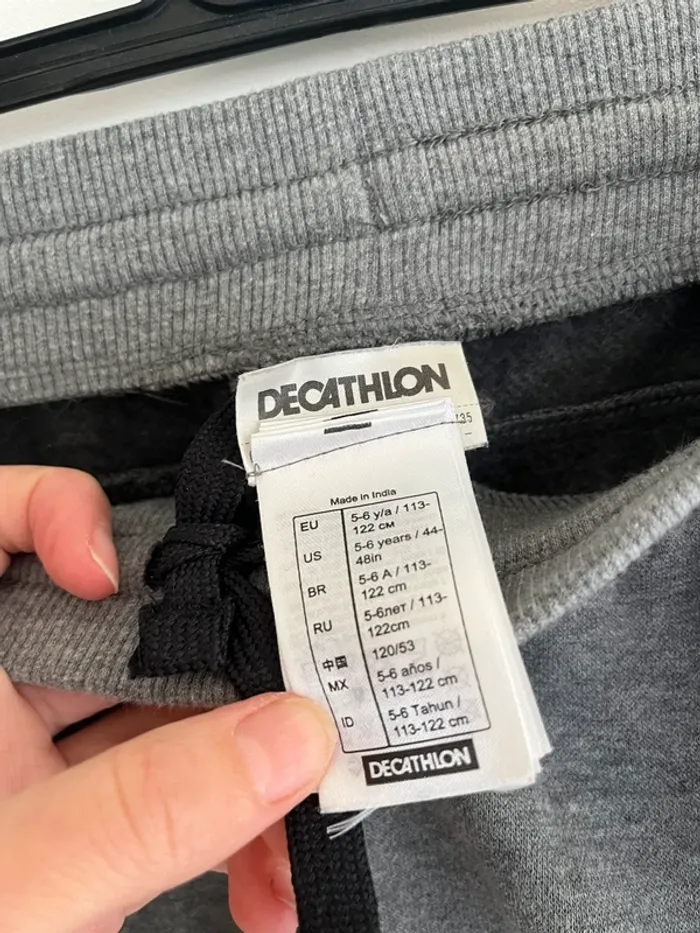 DECATHLON
135
Made in India
EU 5-6 y/a / 113-
122 см
US 5-6 years / 44-
48in
BR 5-6 A / 113-
122 cm
RU 5-6лет / 113-
122cm
中国 120/53
MX 5-6 años /
113-122 cm
ID 5-6 Tahun /
113-122 cm
DECATHLON